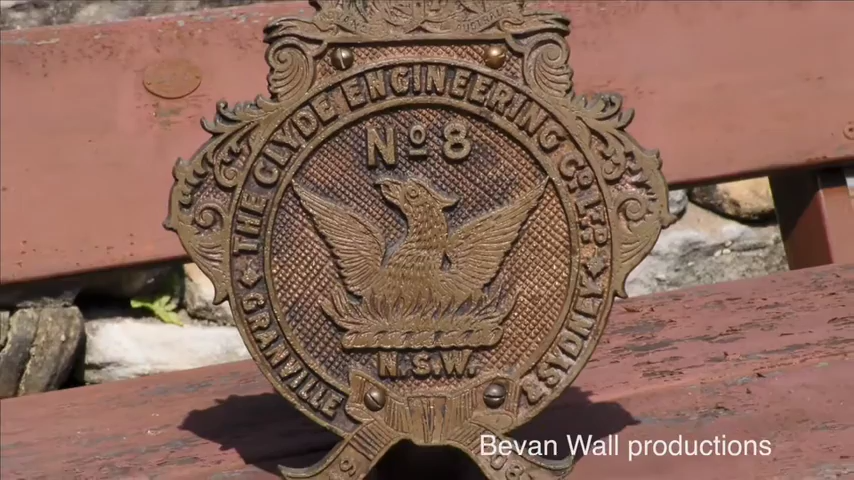 THE CLYDE ENGINEERING CO. LTD.
No 8
N.S.W.
GRANVILLE
& SYDNEY
Bevan Wall productions